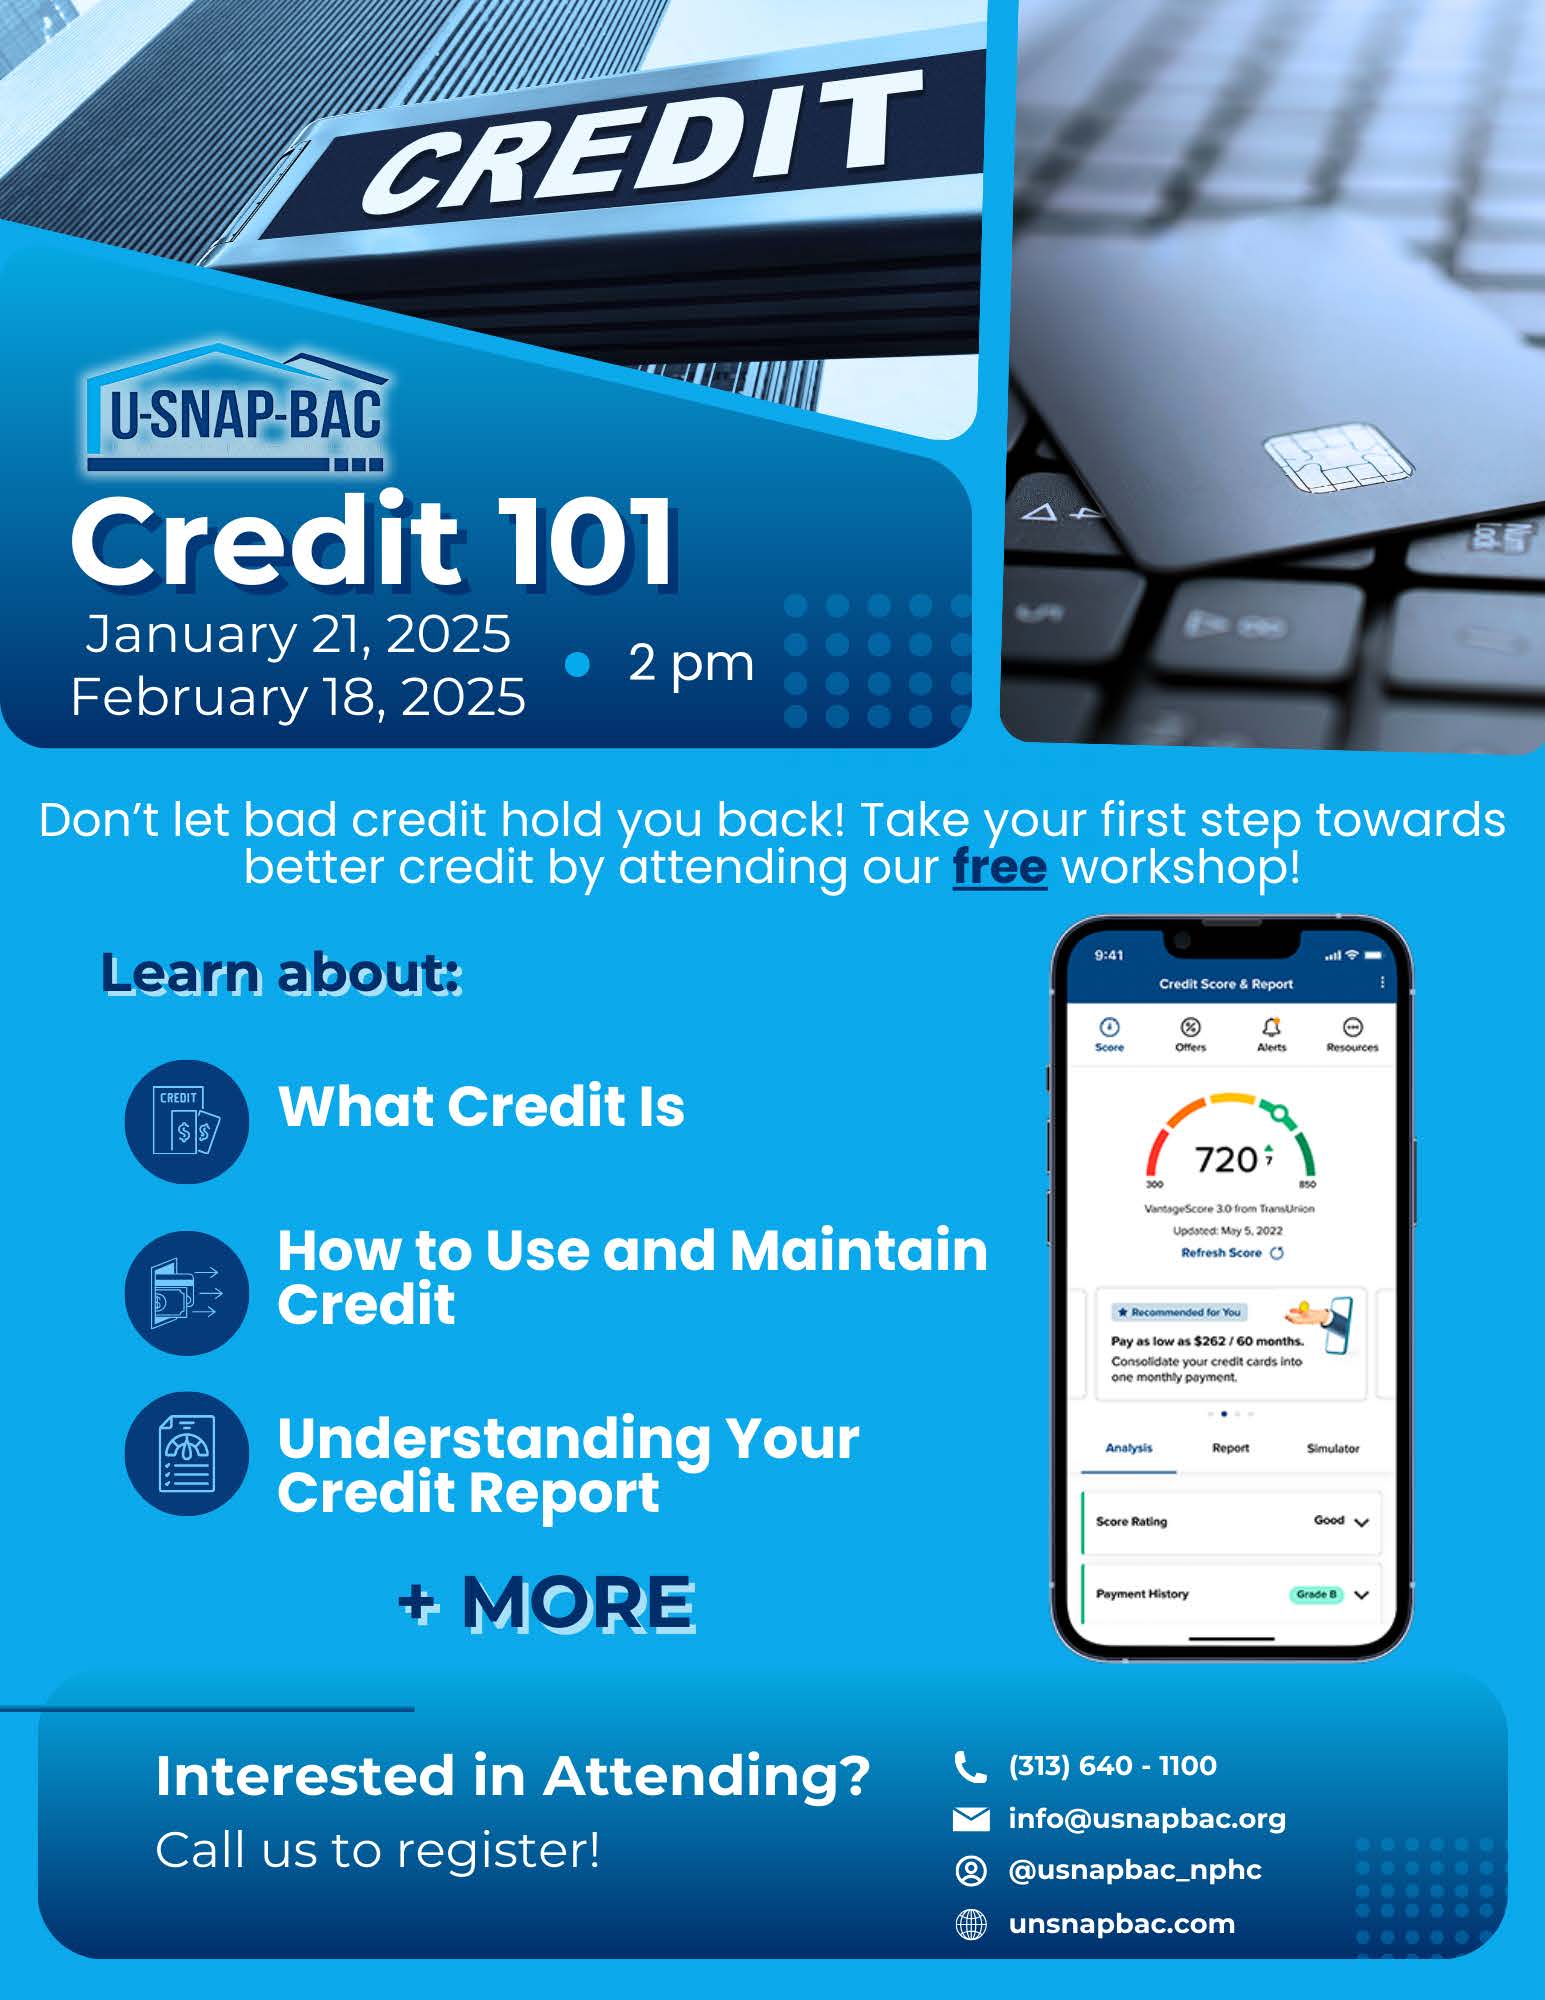 CREDIT
U-SNAP-BAC
Credit 101
January 21, 2025
February 18, 2025
2 pm
Num
Lock
Don't let bad credit hold you back! Take your first step towards
better credit by attending our free workshop!
Learn about:
CREDIT
$ $
What Credit Is
How to Use and Maintain
Credit
Understanding Your
Credit Report
+ MORE
9:41
Credit Score & Report
Score Offers Alerts Resources
720 7
300 850
VantageScore 3.0 from TransUnion
Updated: May 5, 2022
Refresh Score
Recommended for You
Pay as low as $262 / 60 months.
Consolidate your credit cards into
one monthly payment.
Analysis Report Simulator
Score Rating Good
Payment History Grade B
Interested in Attending?
Call us to register!
(313) 640 - 1100
info@usnapbac.org
@usnapbac_nphc
unsnapbac.com